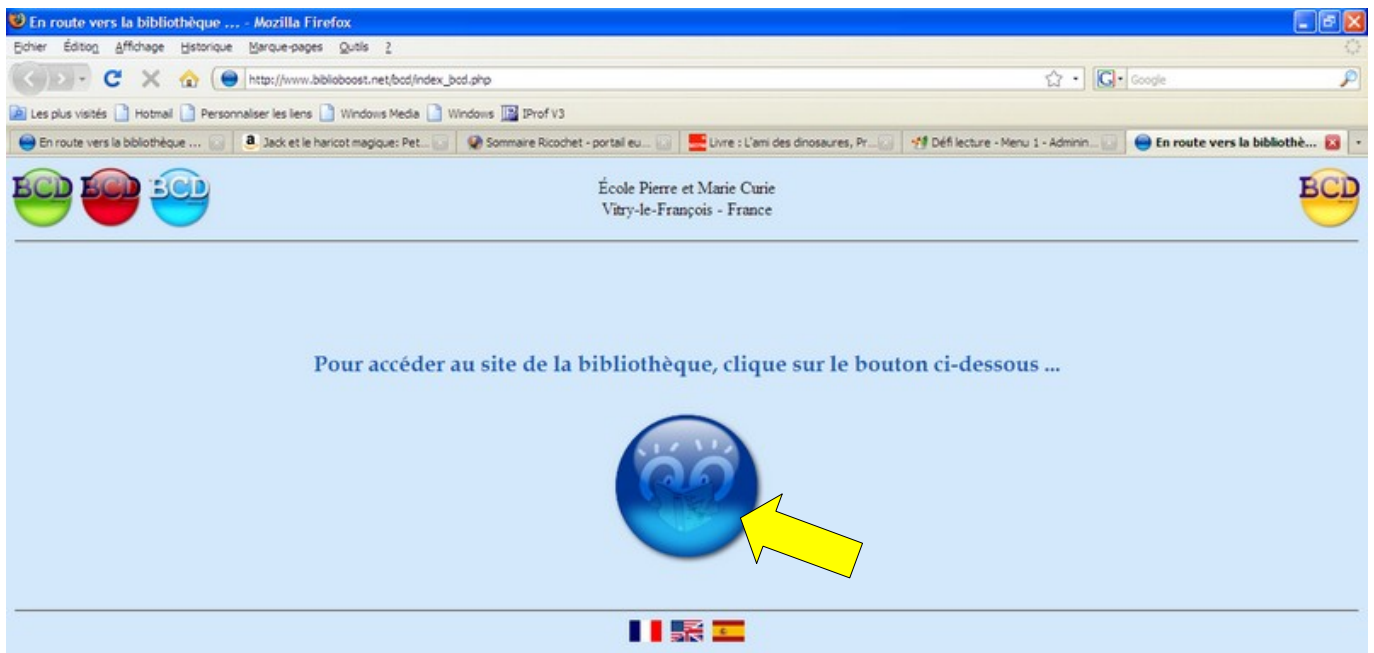 En route vers la bibliothèque ... - Mozilla Firefox
Fichier Édition Affichage Historique Marque-pages Outils ?
http://www.biblioboost.net/bcd/index_bcd.php
Google
Les plus visités Hotmail Personnaliser les liens Windows Media Windows IProf V3
En route vers la bibliothèque ... Jack et le haricot magique: Pet... Sommaire Ricochet - portail eu... Livre : L'ami des dinosaures, Pr... Défi lecture - Menu 1 - Adminin... En route vers la bibliothè...
BCD BCD BCD
École Pierre et Marie Curie
Vitry-le-François - France
BCD
Pour accéder au site de la bibliothèque, clique sur le bouton ci-dessous ...